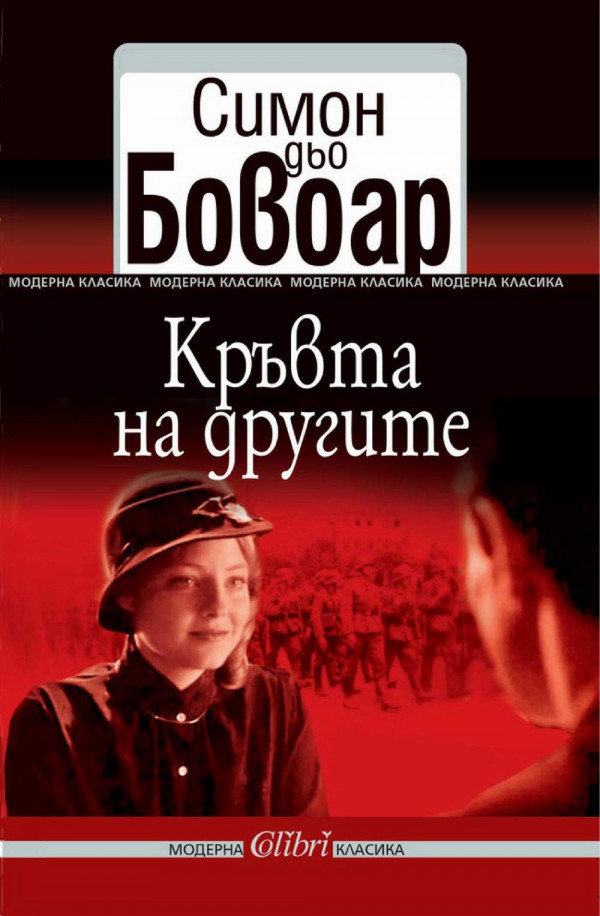 Симон
дьо
Бовоар
МОДЕРНА КЛАСИКА МОДЕРНА КЛАСИКА МОДЕРНА КЛАСИКА МОДЕРНА КЛАСИКА
Кръвта
на другите
МОДЕРНА Colibri КЛАСИКА